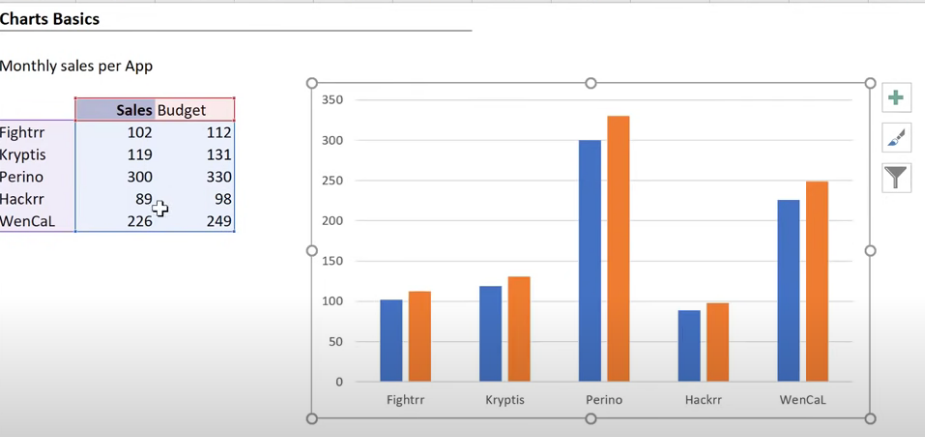 Charts Basics
Monthly sales per App
Sales Budget
Fightrr 102 112
Kryptis 119 131
Perino 300 330
Hackrr 89 98
WenCaL 226 249
350
300
250
200
150
100
50
0
Fightrr Kryptis Perino Hackrr WenCaL